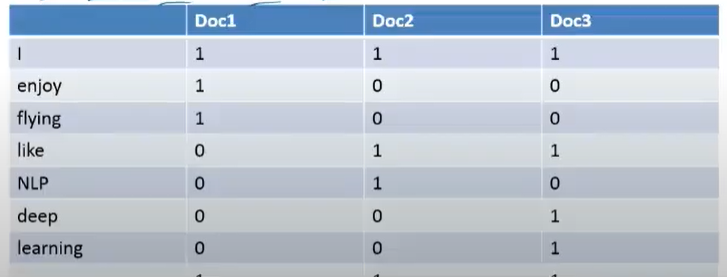 Doc1 Doc2 Doc3
I 1 1 1
enjoy 1 0 0
flying 1 0 0
like 0 1 1
NLP 0 1 0
deep 0 0 1
learning 0 0 1